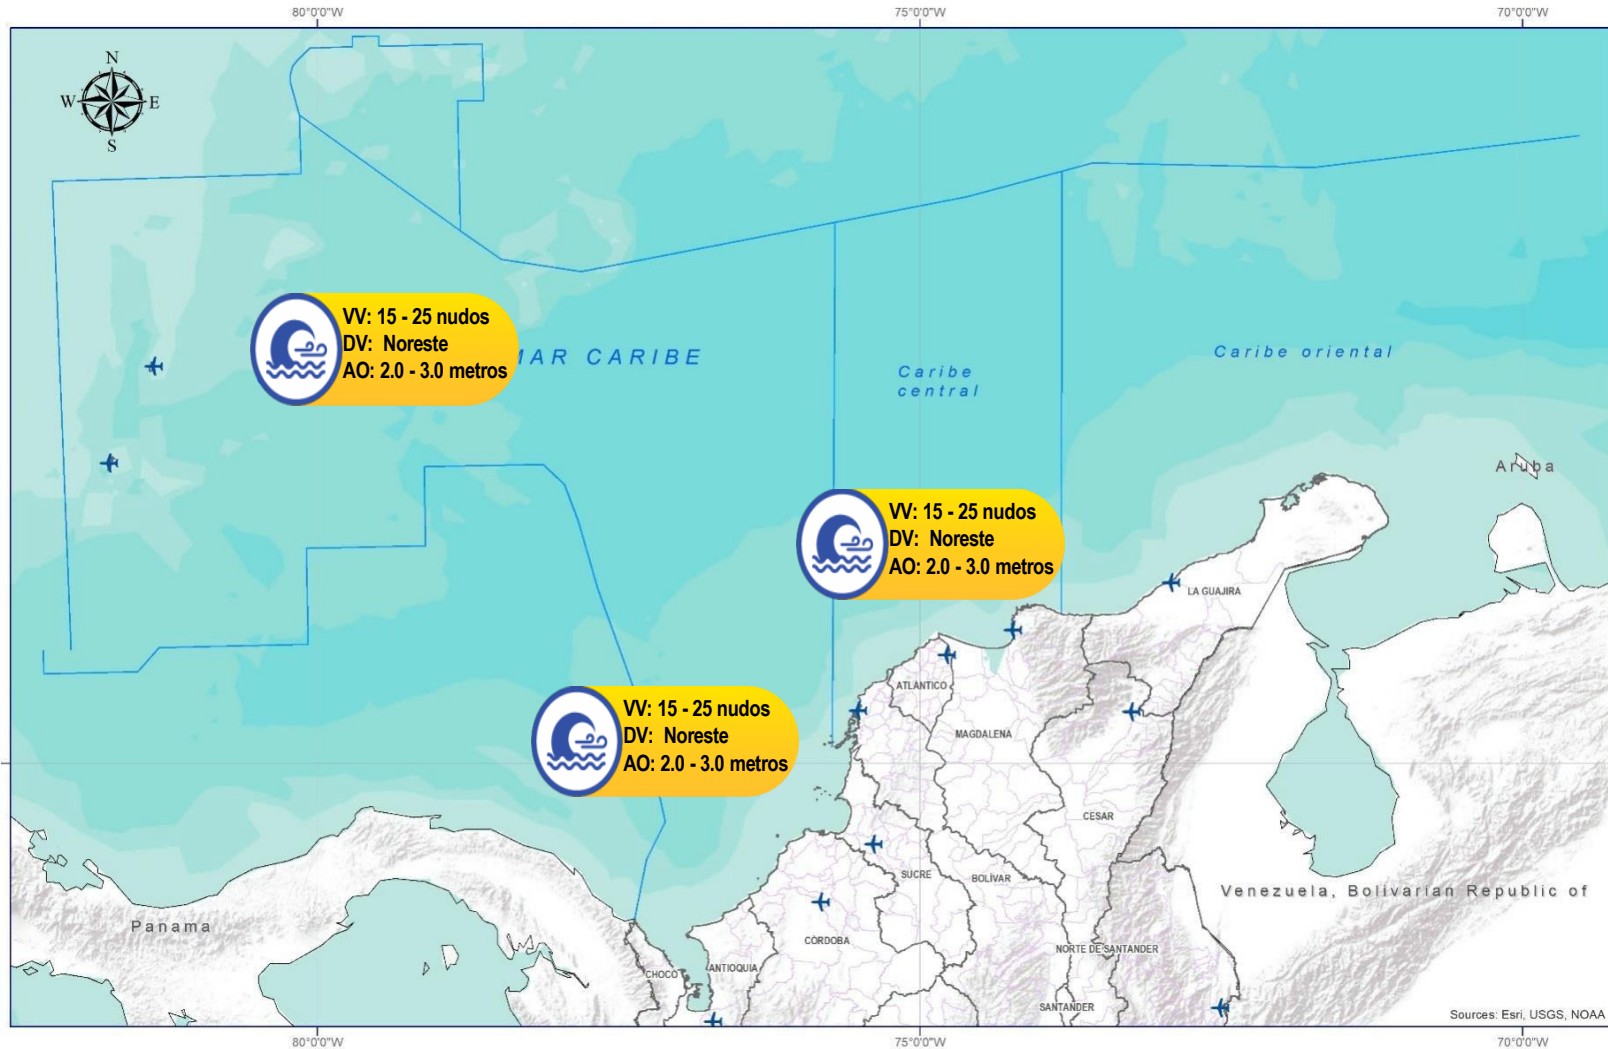 80°0'0"W
75°0'0"W
70°0'0"W
N
W
E
S
VV: 15 - 25 nudos
DV: Noreste
AO: 2.0 - 3.0 metros
MAR CARIBE
Caribe
central
Caribe oriental
Aruba
VV: 15 - 25 nudos
DV: Noreste
AO: 2.0 - 3.0 metros
LA GUAJIRA
ATLÁNTICO
VV: 15 - 25 nudos
DV: Noreste
AO: 2.0 - 3.0 metros
MAGDALENA
CESAR
SUCRE
BOLÍVAR
Venezuela, Bolivarian Republic of
Panama
CÓRDOBA
NORTE DE SANTANDER
CHOCO
ANTIOQUIA
SANTANDER
Sources: Esri, USGS, NOAA
80°0'0"W
75°0'0"W
70°0'0"W